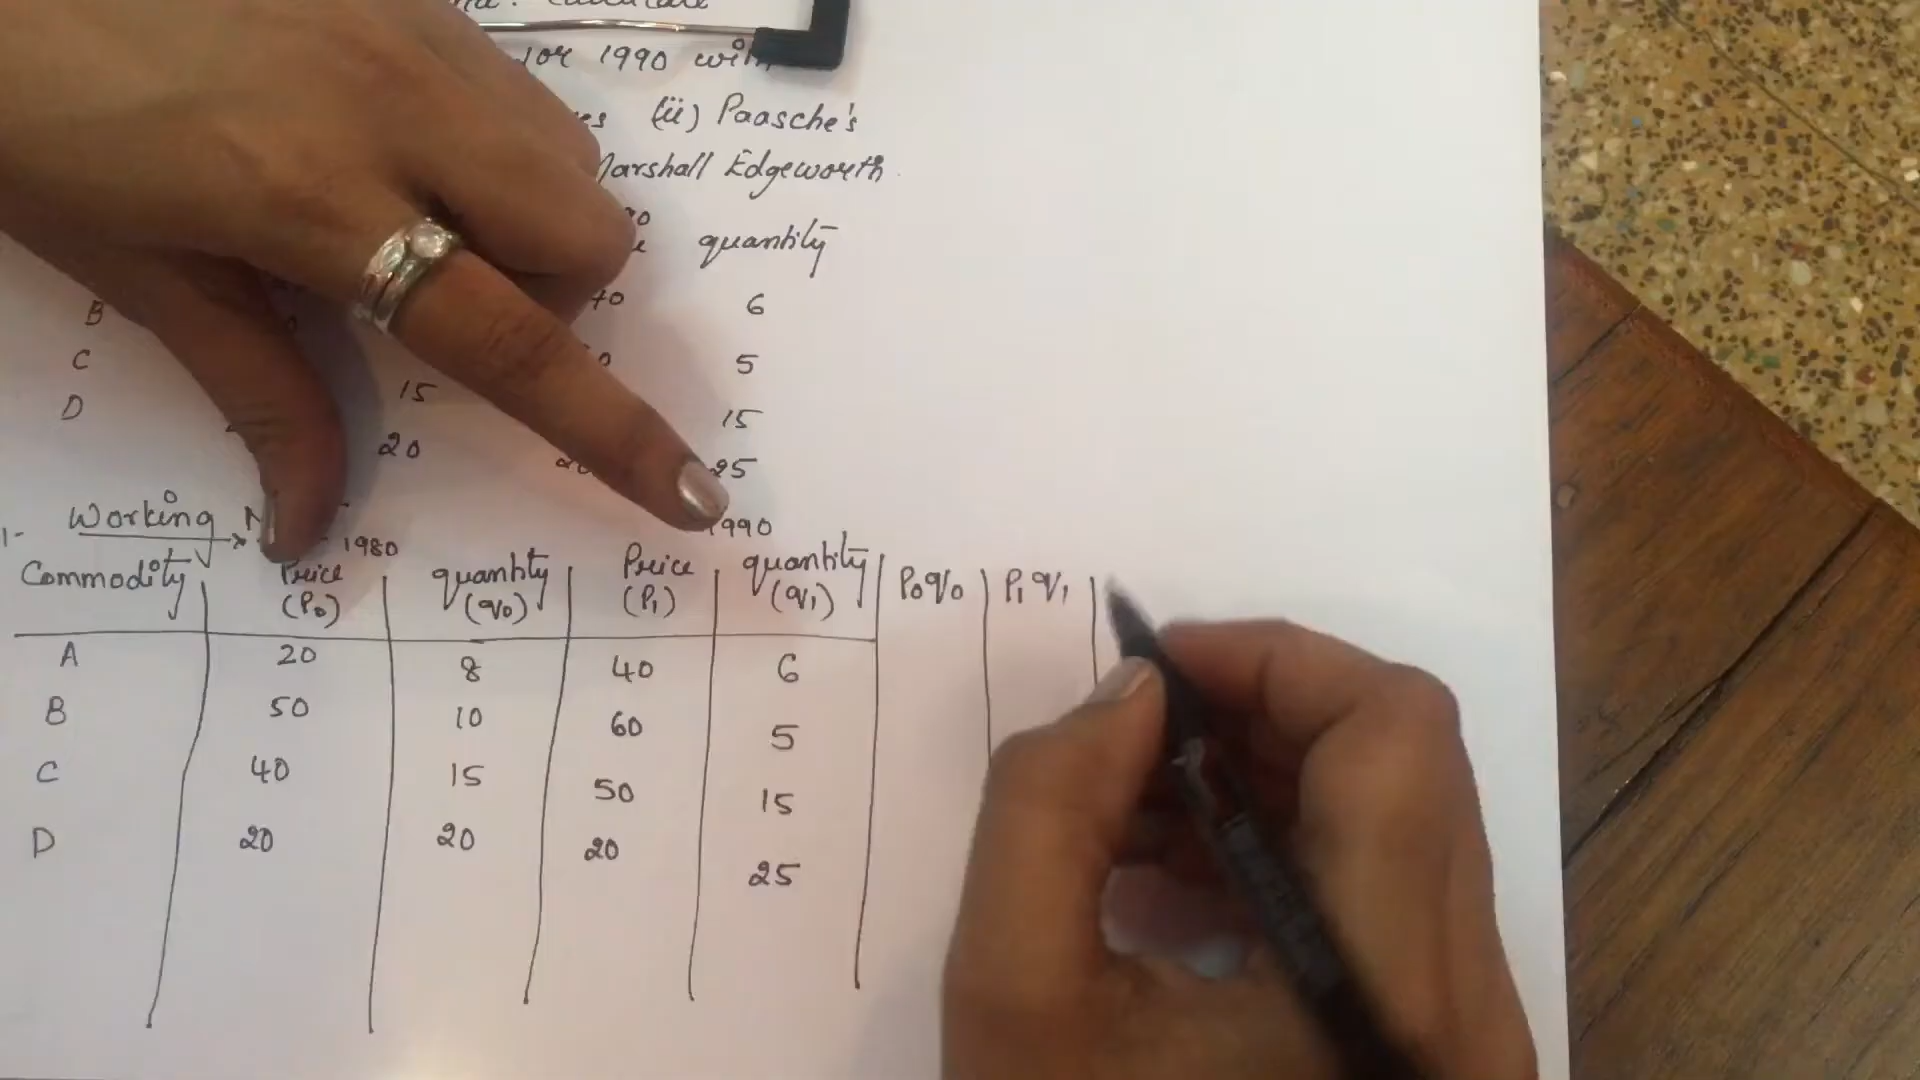 for 1990 with
(ii) Paasche's
Marshall Edgeworth
quantity
B 6
C 5
D 15 15
20 25
Working
1980 1990
Commodity Price (P0) quantity (q0) Price (P1) quantity (q1) P0q0 P1q1
A 20 8 40 6
B 50 10 60 5
C 40 15 50 15
D 20 20 20 25